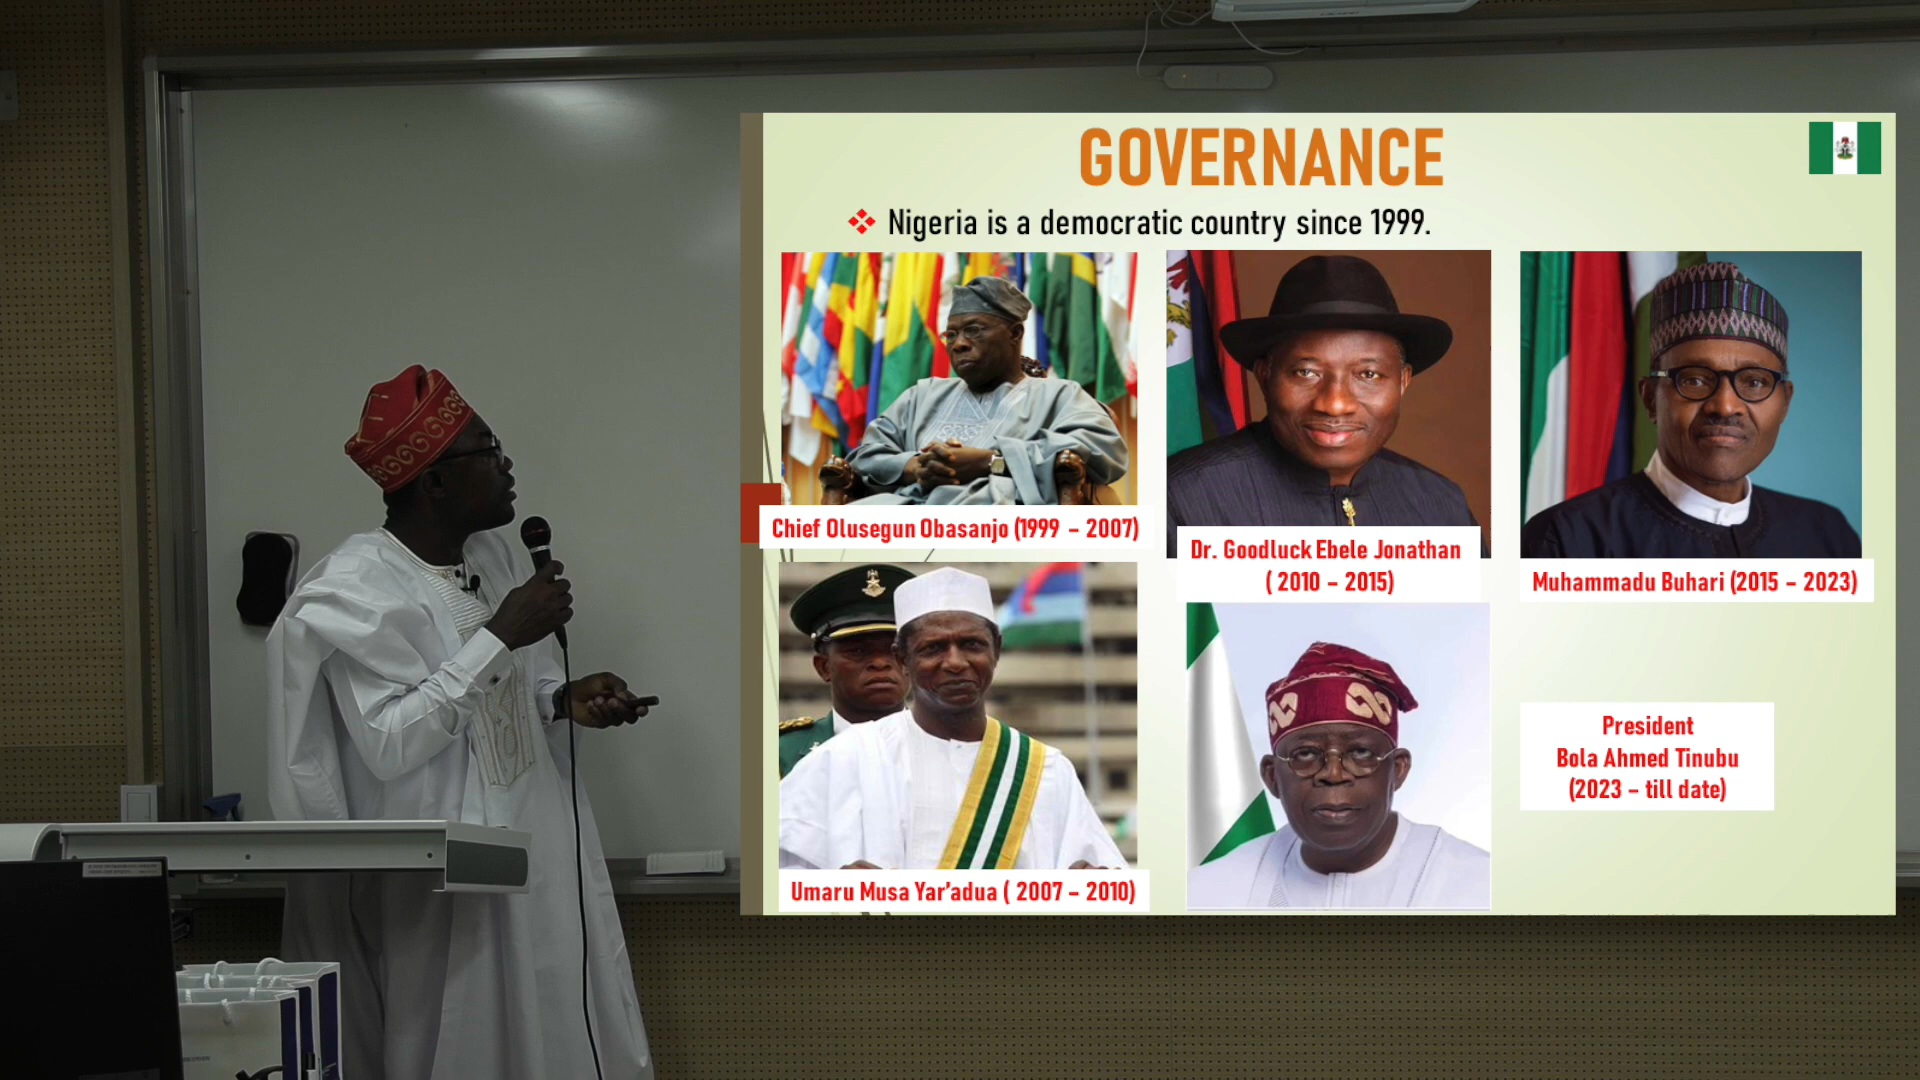 GOVERNANCE
Nigeria is a democratic country since 1999.
Chief Olusegun Obasanjo (1999 – 2007)
Dr. Goodluck Ebele Jonathan
( 2010 – 2015)
Muhammadu Buhari (2015 – 2023)
Umaru Musa Yar'adua ( 2007 – 2010)
President
Bola Ahmed Tinubu
(2023 – till date)